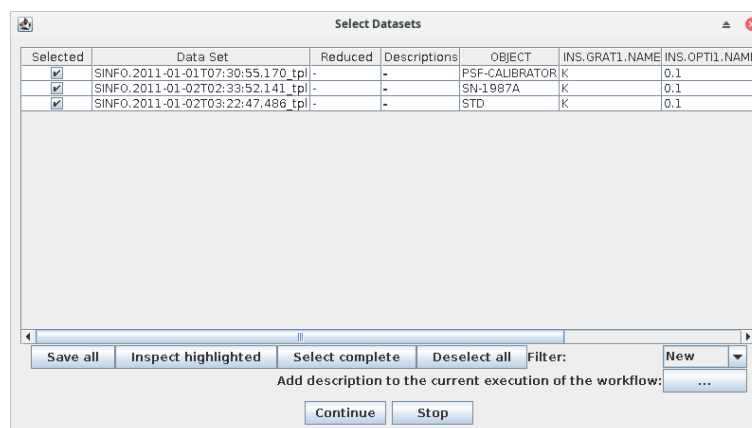 Select Datasets
Selected Data Set Reduced Descriptions OBJECT INS.GRAT1.NAME INS.OPTI1.NAM
SINFO.2011-01-01T07:30:55.170_tpl - - PSF-CALIBRATOR K 0.1
SINFO.2011-01-02T02:33:52.141_tpl - - SN-1987A K 0.1
SINFO.2011-01-02T03:22:47.486_tpl - - STD K 0.1
Save all Inspect highlighted Select complete Deselect all Filter: New
Add description to the current execution of the workflow: ...
Continue Stop